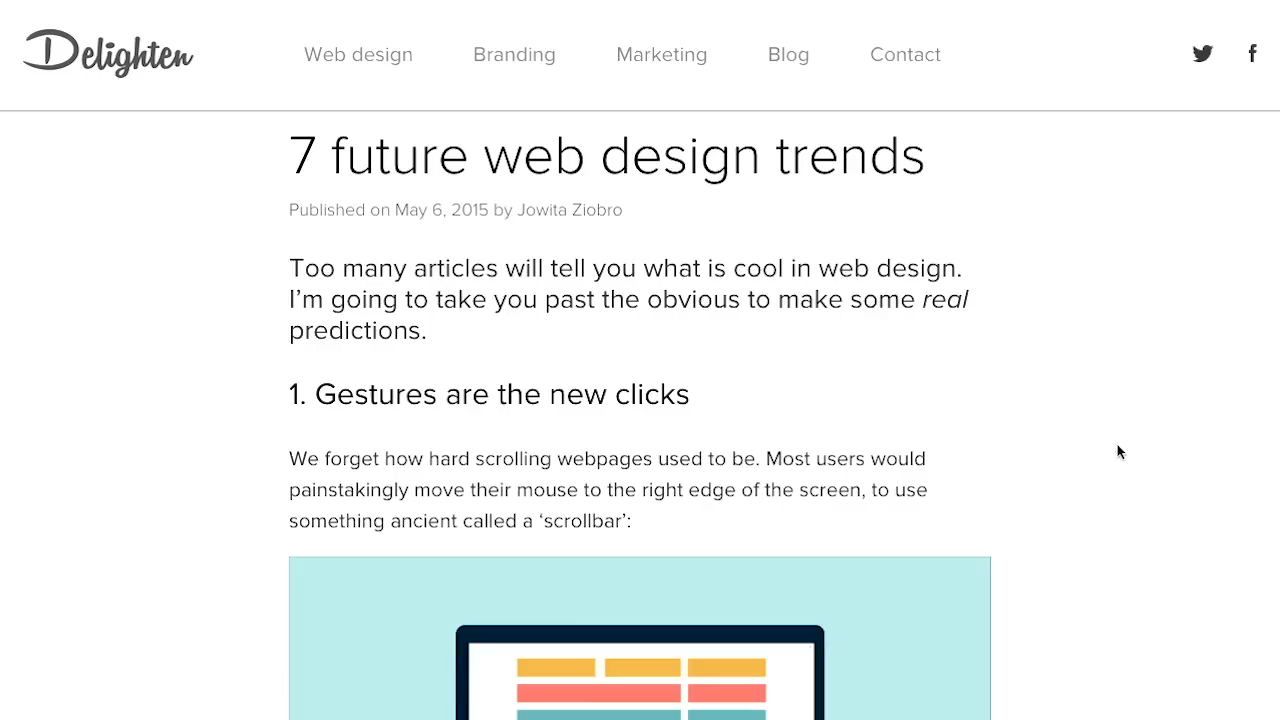 Delighten
Web design
Branding
Marketing
Blog
Contact
7 future web design trends
Published on May 6, 2015 by Jowita Ziobro
Too many articles will tell you what is cool in web design.
I’m going to take you past the obvious to make some real
predictions.
1. Gestures are the new clicks
We forget how hard scrolling webpages used to be. Most users would
painstakingly move their mouse to the right edge of the screen, to use
something ancient called a ‘scrollbar’: